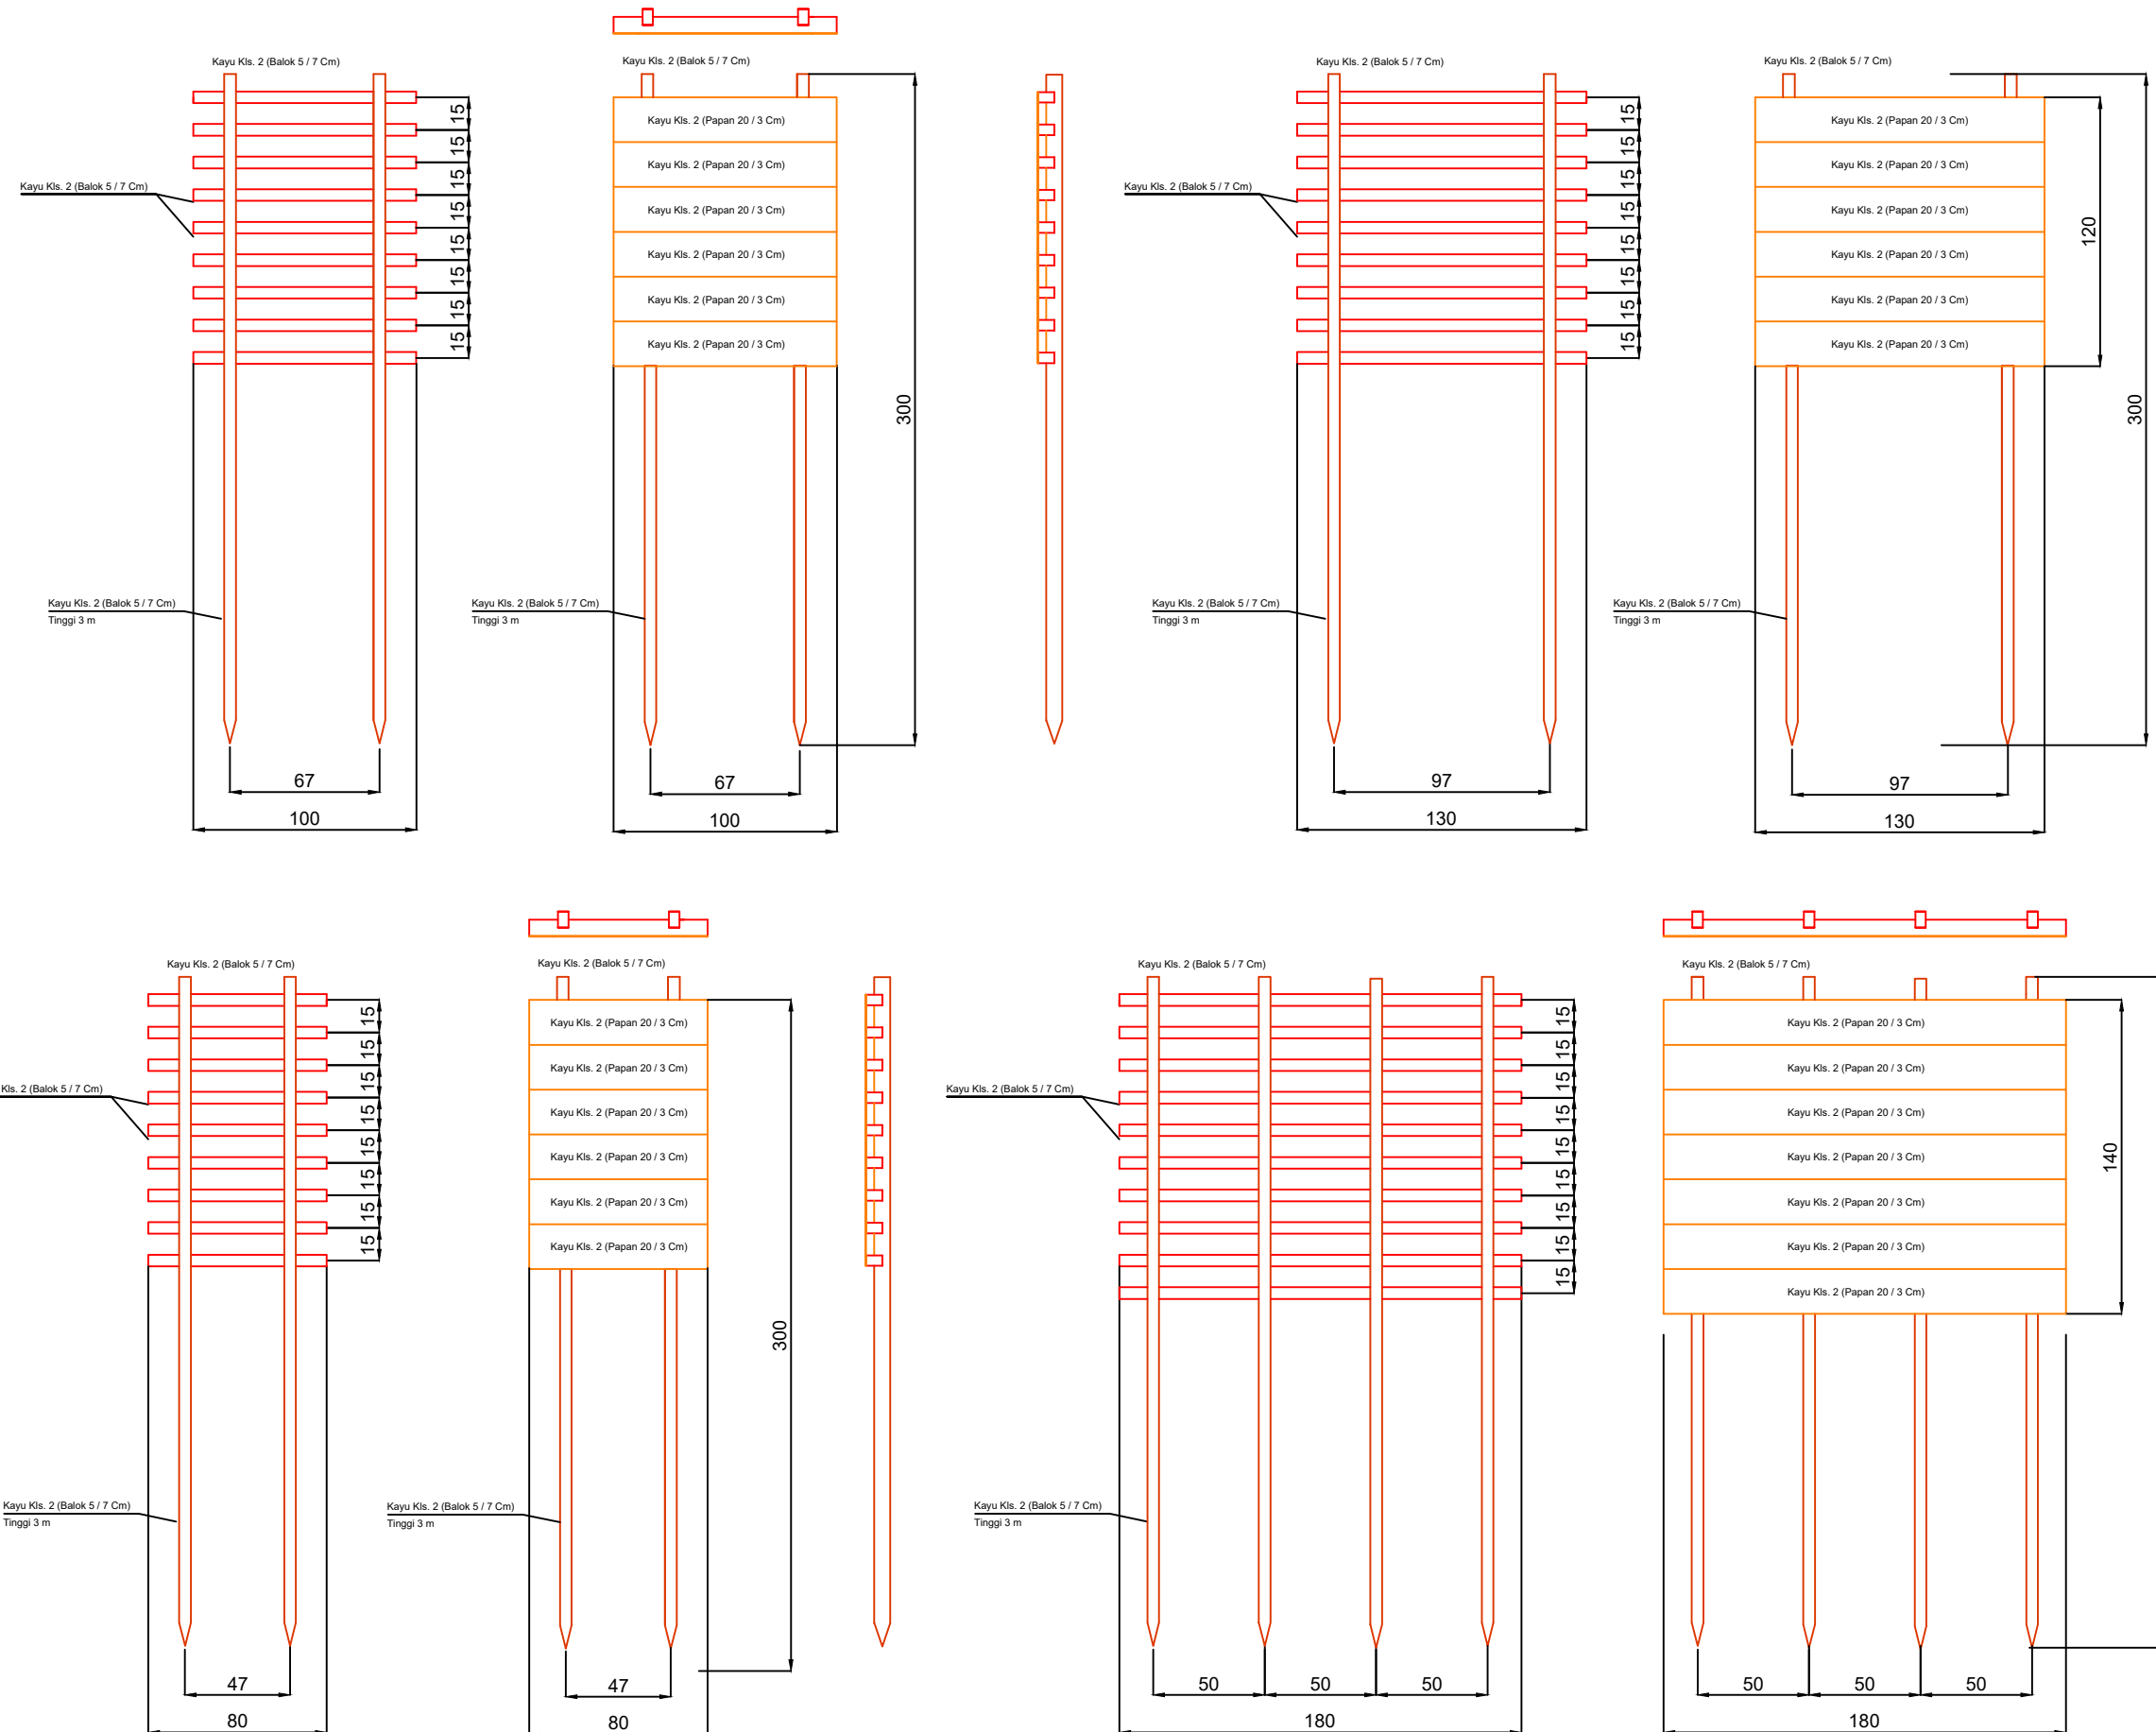 Kayu Kls. 2 (Balok 5 / 7 Cm)
15
15
15
15
15
15
15
15
Kayu Kls. 2 (Balok 5 / 7 Cm)
Kayu Kls. 2 (Balok 5 / 7 Cm)
Tinggi 3 m
67
100
Kayu Kls. 2 (Balok 5 / 7 Cm)
Kayu Kls. 2 (Papan 20 / 3 Cm)
Kayu Kls. 2 (Papan 20 / 3 Cm)
Kayu Kls. 2 (Papan 20 / 3 Cm)
Kayu Kls. 2 (Papan 20 / 3 Cm)
Kayu Kls. 2 (Papan 20 / 3 Cm)
Kayu Kls. 2 (Papan 20 / 3 Cm)
300
Kayu Kls. 2 (Balok 5 / 7 Cm)
Tinggi 3 m
67
100
Kayu Kls. 2 (Balok 5 / 7 Cm)
15
15
15
15
15
15
15
15
Kayu Kls. 2 (Balok 5 / 7 Cm)
Kayu Kls. 2 (Balok 5 / 7 Cm)
Tinggi 3 m
97
130
Kayu Kls. 2 (Balok 5 / 7 Cm)
Kayu Kls. 2 (Papan 20 / 3 Cm)
Kayu Kls. 2 (Papan 20 / 3 Cm)
Kayu Kls. 2 (Papan 20 / 3 Cm)
Kayu Kls. 2 (Papan 20 / 3 Cm)
Kayu Kls. 2 (Papan 20 / 3 Cm)
Kayu Kls. 2 (Papan 20 / 3 Cm)
120
300
Kayu Kls. 2 (Balok 5 / 7 Cm)
Tinggi 3 m
97
130
Kayu Kls. 2 (Balok 5 / 7 Cm)
15
15
15
15
15
15
15
15
Kls. 2 (Balok 5 / 7 Cm)
Kayu Kls. 2 (Balok 5 / 7 Cm)
Tinggi 3 m
47
80
Kayu Kls. 2 (Balok 5 / 7 Cm)
Kayu Kls. 2 (Papan 20 / 3 Cm)
Kayu Kls. 2 (Papan 20 / 3 Cm)
Kayu Kls. 2 (Papan 20 / 3 Cm)
Kayu Kls. 2 (Papan 20 / 3 Cm)
Kayu Kls. 2 (Papan 20 / 3 Cm)
Kayu Kls. 2 (Papan 20 / 3 Cm)
300
Kayu Kls. 2 (Balok 5 / 7 Cm)
Tinggi 3 m
47
80
Kayu Kls. 2 (Balok 5 / 7 Cm)
15
15
15
15
15
15
15
15
15
Kayu Kls. 2 (Balok 5 / 7 Cm)
Kayu Kls. 2 (Balok 5 / 7 Cm)
Tinggi 3 m
50 50 50
180
Kayu Kls. 2 (Balok 5 / 7 Cm)
Kayu Kls. 2 (Papan 20 / 3 Cm)
Kayu Kls. 2 (Papan 20 / 3 Cm)
Kayu Kls. 2 (Papan 20 / 3 Cm)
Kayu Kls. 2 (Papan 20 / 3 Cm)
Kayu Kls. 2 (Papan 20 / 3 Cm)
Kayu Kls. 2 (Papan 20 / 3 Cm)
Kayu Kls. 2 (Papan 20 / 3 Cm)
140
50 50 50
180